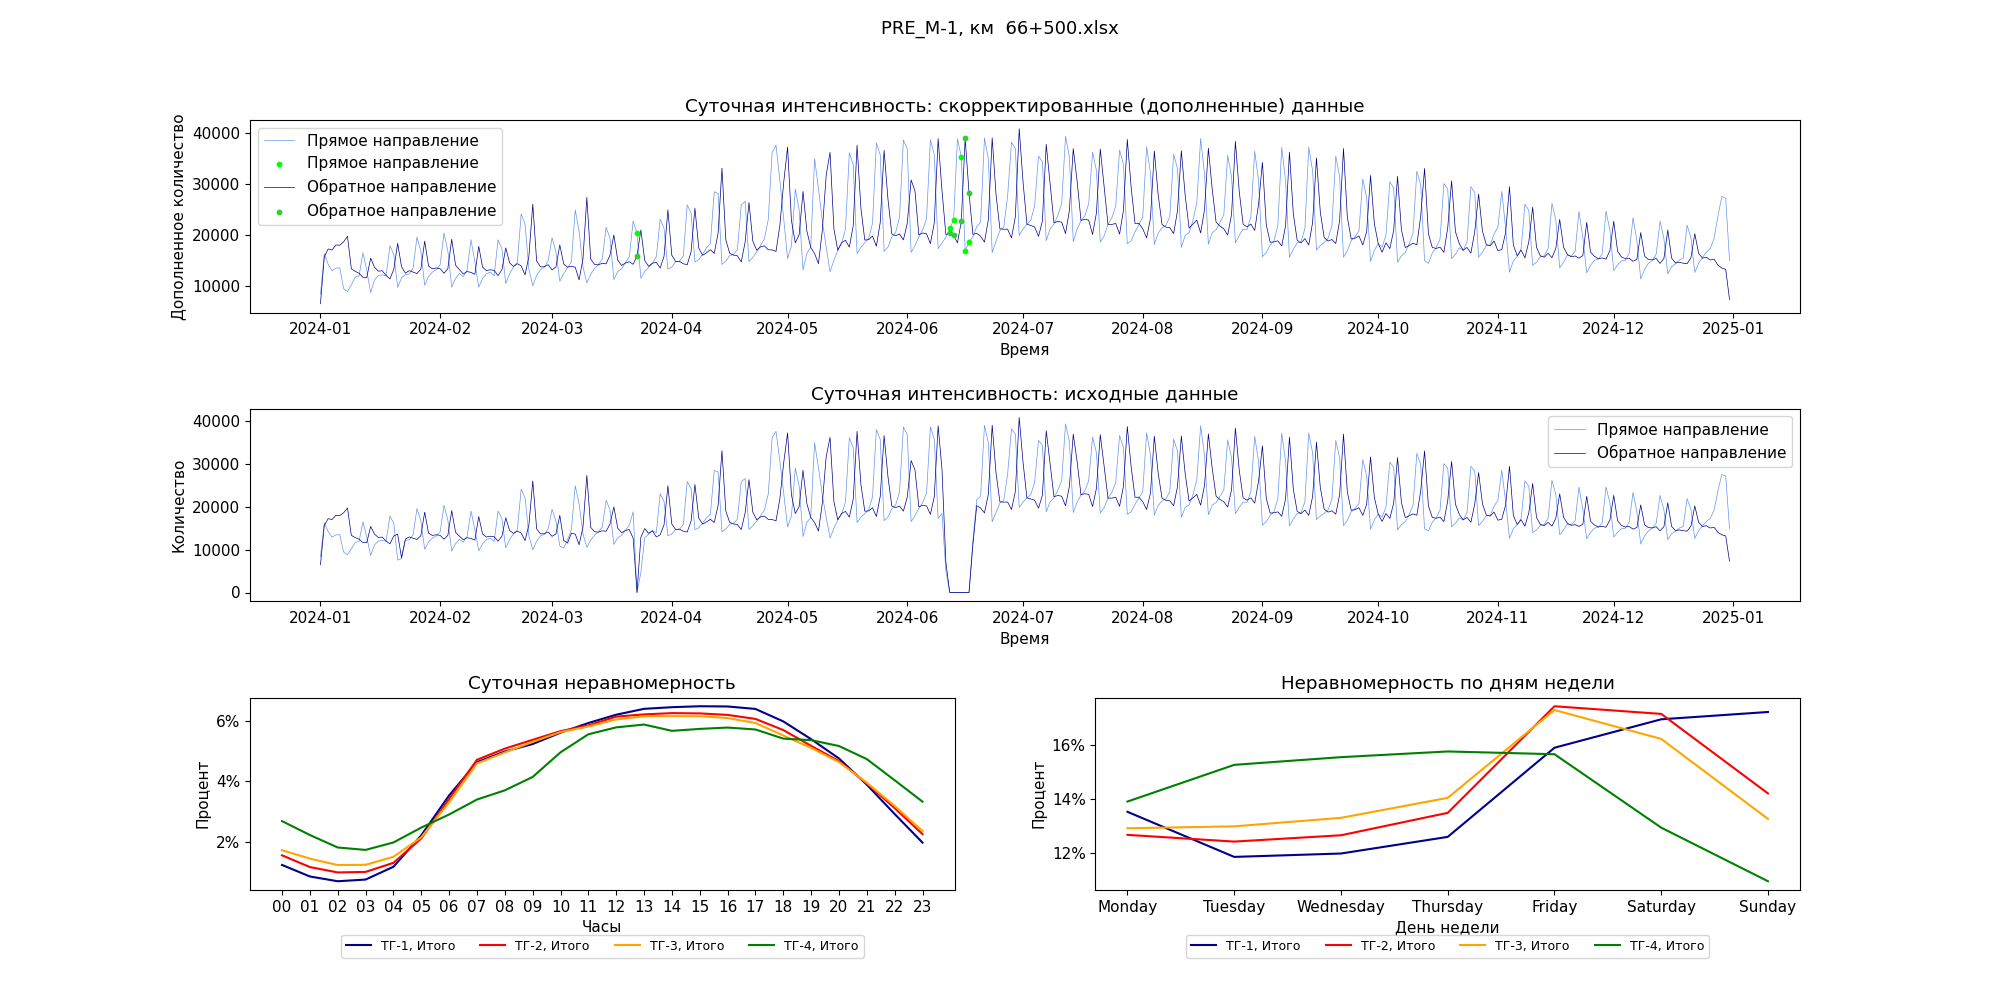 PRE_M-1, км  66+500.xlsx
Суточная интенсивность: скорректированные (дополненные) данные
Дополненное количество
40000
30000
20000
10000
Прямое направление
Прямое направление
Обратное направление
Обратное направление
2024-01 2024-02 2024-03 2024-04 2024-05 2024-06 2024-07 2024-08 2024-09 2024-10 2024-11 2024-12 2025-01
Время
Суточная интенсивность: исходные данные
Количество
40000
30000
20000
10000
0
Прямое направление
Обратное направление
2024-01 2024-02 2024-03 2024-04 2024-05 2024-06 2024-07 2024-08 2024-09 2024-10 2024-11 2024-12 2025-01
Время
Суточная неравномерность
Процент
6%
4%
2%
00 01 02 03 04 05 06 07 08 09 10 11 12 13 14 15 16 17 18 19 20 21 22 23
Часы
ТГ-1, Итого ТГ-2, Итого ТГ-3, Итого ТГ-4, Итого
Неравномерность по дням недели
Процент
16%
14%
12%
Monday Tuesday Wednesday Thursday Friday Saturday Sunday
День недели
ТГ-1, Итого ТГ-2, Итого ТГ-3, Итого ТГ-4, Итого